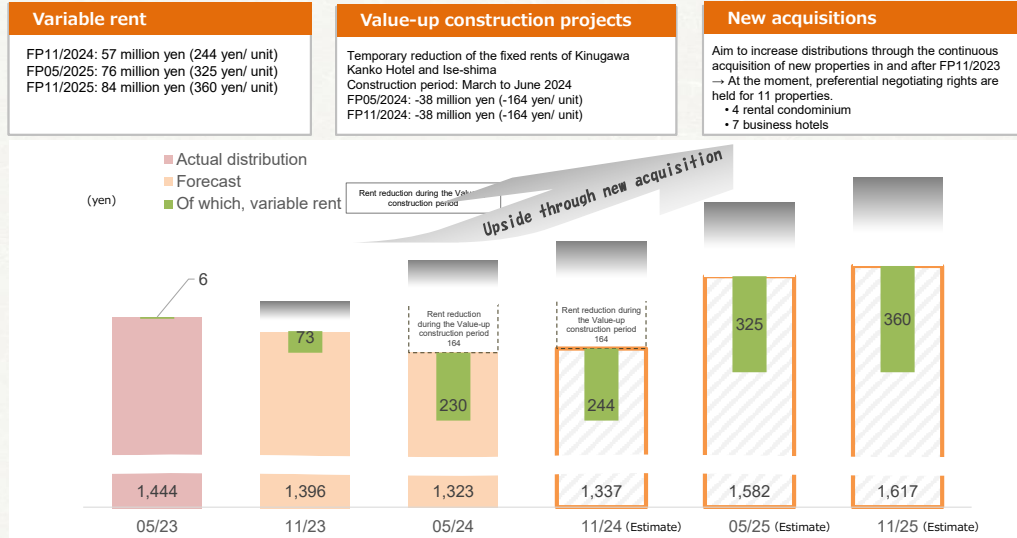 Variable rent
FP11/2024: 57 million yen (244 yen/ unit)
FP05/2025: 76 million yen (325 yen/ unit)
FP11/2025: 84 million yen (360 yen/ unit)
Value-up construction projects
Temporary reduction of the fixed rents of Kinugawa
Kanko Hotel and Ise-shima
Construction period: March to June 2024
FP05/2024: -38 million yen (-164 yen/ unit)
FP11/2024: -38 million yen (-164 yen/ unit)
New acquisitions
Aim to increase distributions through the continuous
acquisition of new properties in and after FP11/2023
→ At the moment, preferential negotiating rights are
held for 11 properties.
• 4 rental condominium
• 7 business hotels
Actual distribution
Forecast
Of which, variable rent
(yen)
Rent reduction during the
construction period
Upside through new acquisition
6
73
Rent reduction
during the Value-up
construction period
164
230
Rent reduction
during the Value-up
construction period
164
244
325
360
1,444
1,396
1,323
1,337
1,582
1,617
05/23
11/23
05/24
11/24 (Estimate)
05/25 (Estimate)
11/25 (Estimate)